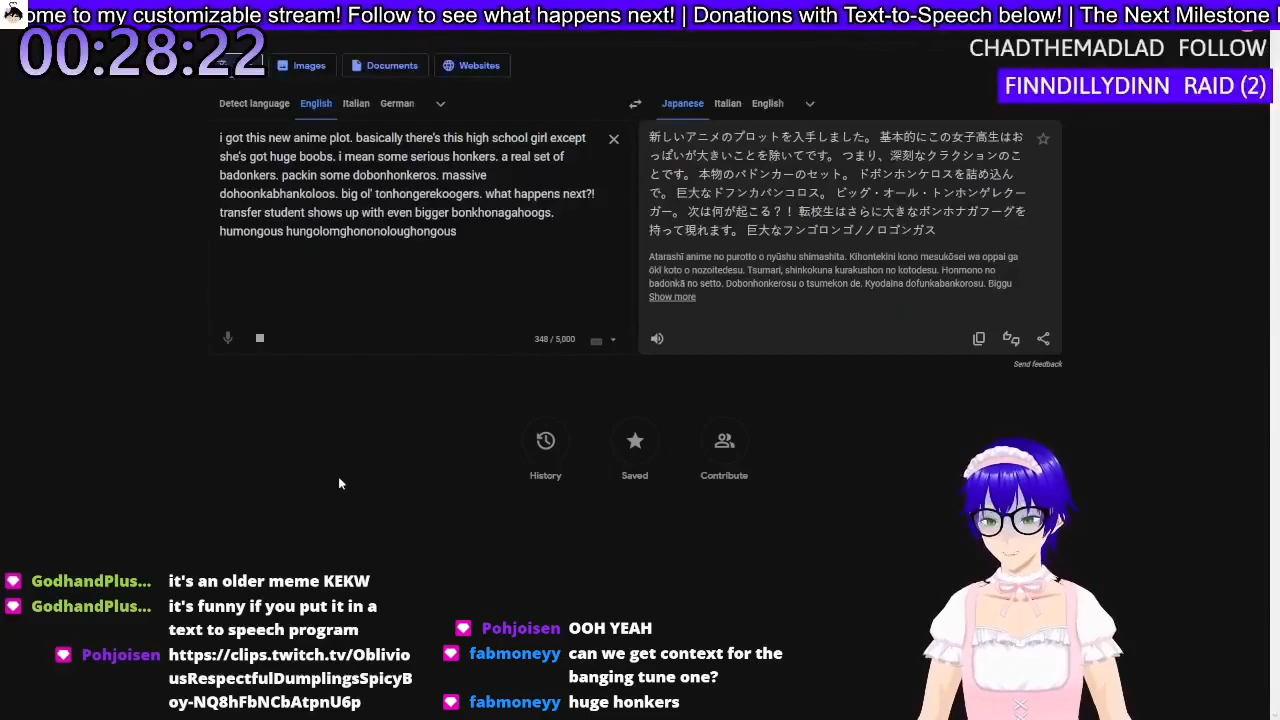 ome to my customizable stream! Follow to see what happens next! | Donations with Text-to-Speech below! | The Next Milestone
00:28:22
CHADTHEMADLAD FOLLOW
FINNDILLYDINN RAID (2)
Images
Documents
Websites
Detect language English Italian German
Japanese Italian English
i got this new anime plot. basically there's this high school girl except
she's got huge boobs. i mean some serious honkers. a real set of
badonkers. packin some dobonhonkeros. massive
dohoonkabhankoloos. big ol' tonhongerekoogers. what happens next?!
transfer student shows up with even bigger bonkhonagahoogs.
humongous hungolomghononoloughongous
348 / 5,000
新しいアニメのプロットを入手しました。 基本的にこの女子高生はお
っぱいが大きいことを除いてです。 つまり、深刻なクラクションのこ
とです。 本物のバドンカーのセット。 ドボンホンケロスを詰め込ん
で。 巨大なドフンカバンコロス。 ビッグ・オール・トンホンゲレクー
ガー。 次は何が起こる？！ 転校生はさらに大きなボンホナガフーグを
持って現れます。 巨大なフンゴロンゴノノロゴンガス
Atarashī anime no purotto o nyūshu shimashita. Kihontekini kono mesukōsei wa oppai ga
ōkī koto o nozoitedesu. Tsumari, shinkokuna kurakushon no kotodesu. Honmono no
badonkā no setto. Dobonhonkerosu o tsumekon de. Kyodaina dofunkabankorosu. Biggu
Show more
Send feedback
History
Saved
Contribute
GodhandPlus... it's an older meme KEKW
GodhandPlus... it's funny if you put it in a
text to speech program
Pohjoisen https://clips.twitch.tv/Oblivio
usRespectfulDumplingsSpicyB
oy-NQ8hFbNCbAtpnU6p
Pohjoisen OOH YEAH
fabmoneyy can we get context for the
banging tune one?
fabmoneyy huge honkers